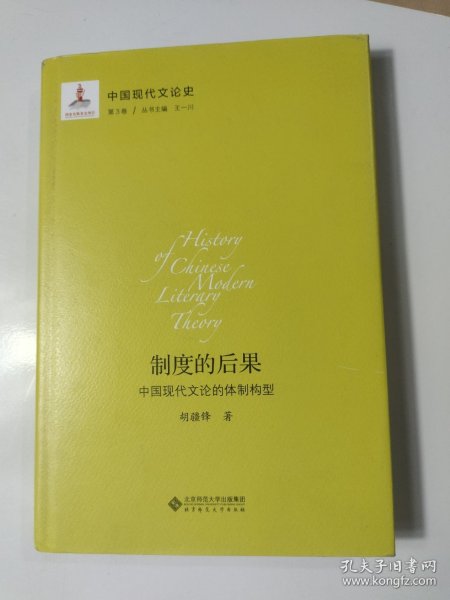 中国现代文论史
第3卷 / 丛书主编 王一川
History
of Chinese
Modern
Literary
Theory
制度的后果
中国现代文论的体制构型
胡疆锋 著
北京师范大学出版集团
北京师范大学出版社
孔夫子旧书网
www.kongfz.com